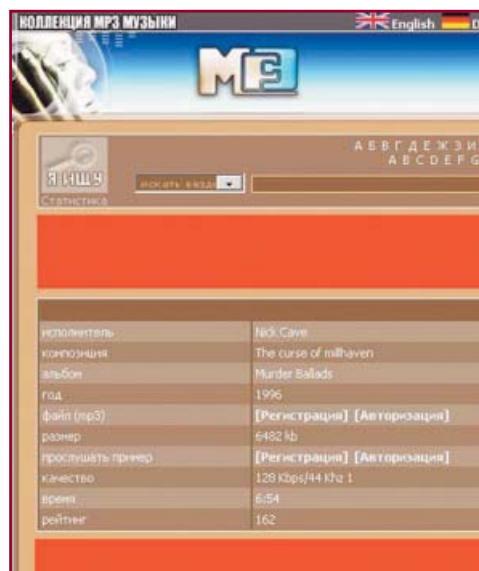 КОЛЛЕКЦИЯ МРЗ МУЗЫКИ
English D
А Б В Г Д Е Ж З И
A B C D E F G
Я ИЩУ
искать везде
Статистика
исполнитель Nick Cave
композиция The curse of millhaven
альбом Murder Ballads
год 1996
файл (mp3) [Регистрация] [Авторизация]
размер 6482 kb
прослушать пример [Регистрация] [Авторизация]
качество 128 Kbps/44 Khz 1
время 6:54
рейтинг 162